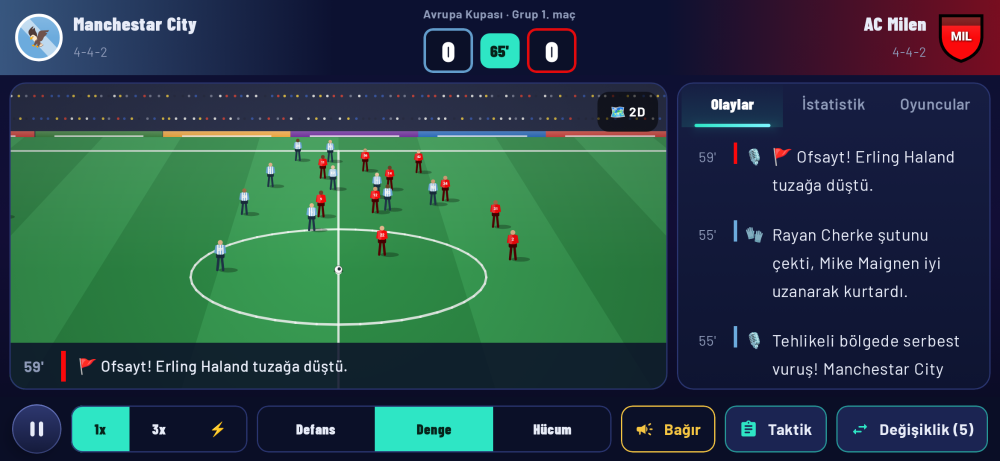 Manchestar City
4-4-2
Avrupa Kupası · Grup 1. maç
0 65' 0
AC Milen
4-4-2
MIL
2D
59' Ofsayt! Erling Haland tuzağa düştü.
Olaylar İstatistik Oyuncular
59' Ofsayt! Erling Haland
tuzağa düştü.
55' Rayan Cherke şutunu
çekti, Mike Maignen iyi
uzanarak kurtardı.
55' Tehlikeli bölgede serbest
vuruş! Manchestar City
1x 3x Defans Denge Hücum Bağır Taktik Değişiklik (5)